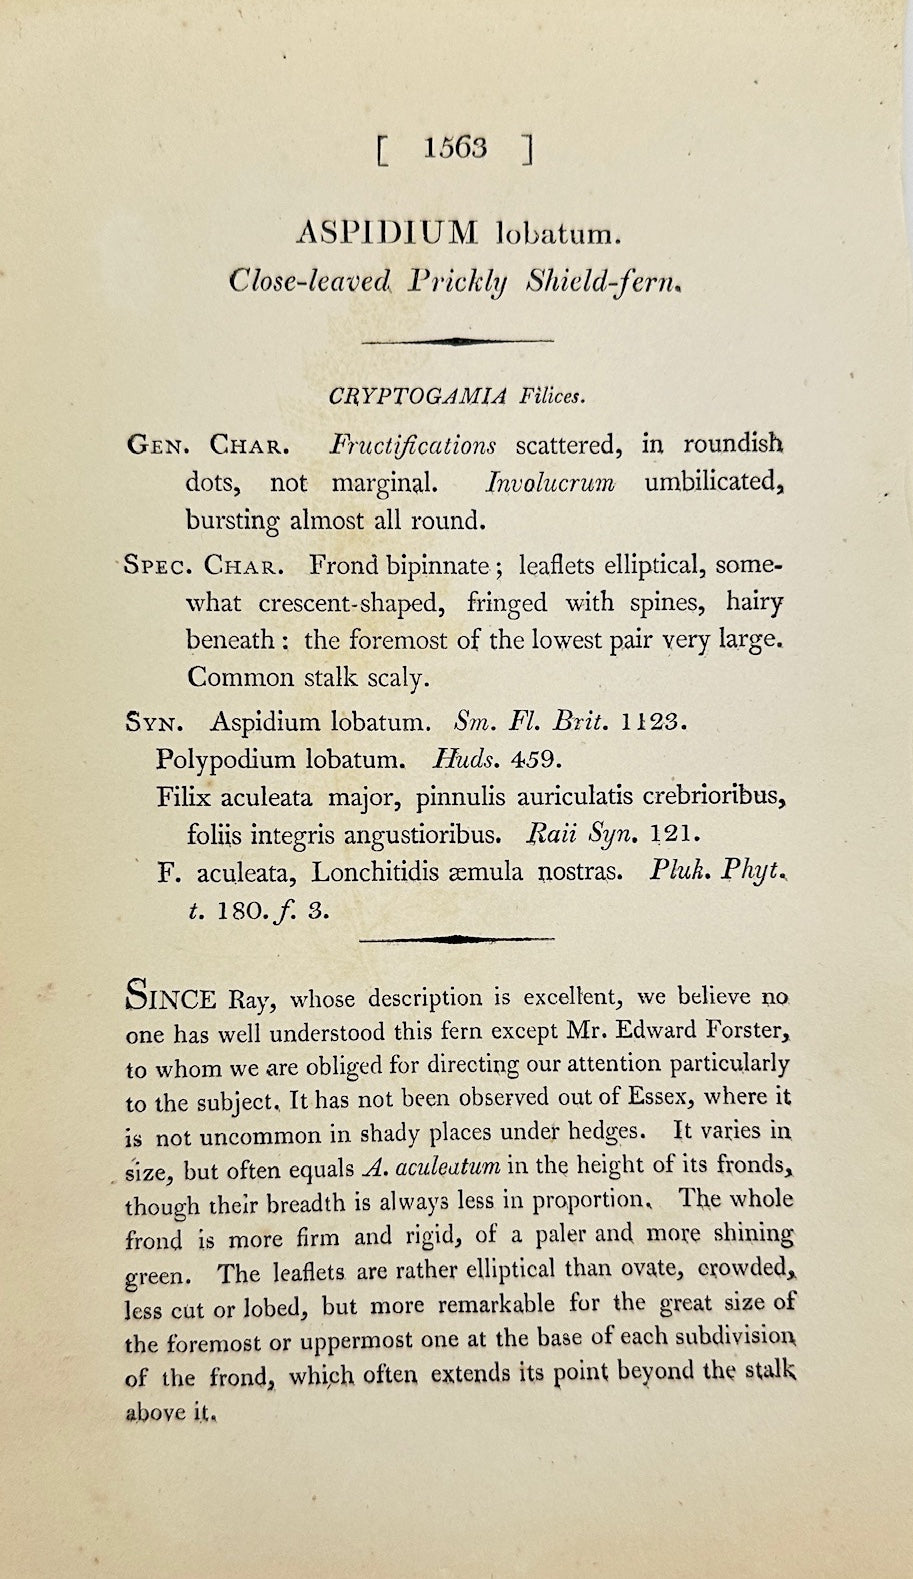 [ 1563 ]
ASPIDIUM lobatum.
Close-leaved Prickly Shield-fern.
CRYPTOGAMIA Filices.
GEN. CHAR. Fructifications scattered, in roundish
dots, not marginal. Involucrum umbilicated,
bursting almost all round.
SPEC. CHAR. Frond bipinnate; leaflets elliptical, some-
what crescent-shaped, fringed with spines, hairy
beneath: the foremost of the lowest pair very large.
Common stalk scaly.
SYN. Aspidium lobatum. Sm. Fl. Brit. 1123.
Polypodium lobatum. Huds. 459.
Filix aculeata major, pinnulis auriculatis crebrioribus,
foliis integris angustioribus. Raii Syn. 121.
F. aculeata, Lonchitidis æmula nostras. Pluk. Phyt.
t. 180. f. 3.
SINCE Ray, whose description is excellent, we believe no
one has well understood this fern except Mr. Edward Forster,
to whom we are obliged for directing our attention particularly
to the subject. It has not been observed out of Essex, where it
is not uncommon in shady places under hedges. It varies in
size, but often equals A. aculeatum in the height of its fronds,
though their breadth is always less in proportion. The whole
frond is more firm and rigid, of a paler and more shining
green. The leaflets are rather elliptical than ovate, crowded,
less cut or lobed, but more remarkable for the great size of
the foremost or uppermost one at the base of each subdivision
of the frond, which often extends its point beyond the stalk
above it.